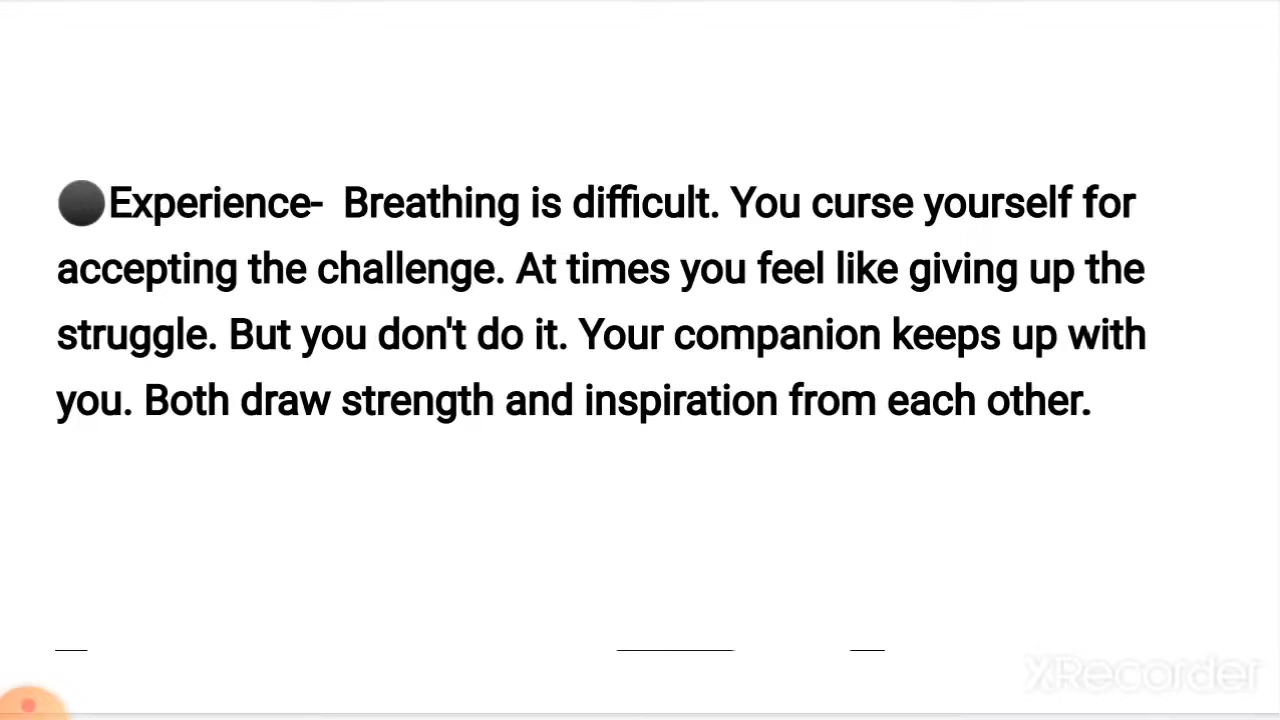 ⚫Experience- Breathing is difficult. You curse yourself for
accepting the challenge. At times you feel like giving up the
struggle. But you don't do it. Your companion keeps up with
you. Both draw strength and inspiration from each other.
XRecorder